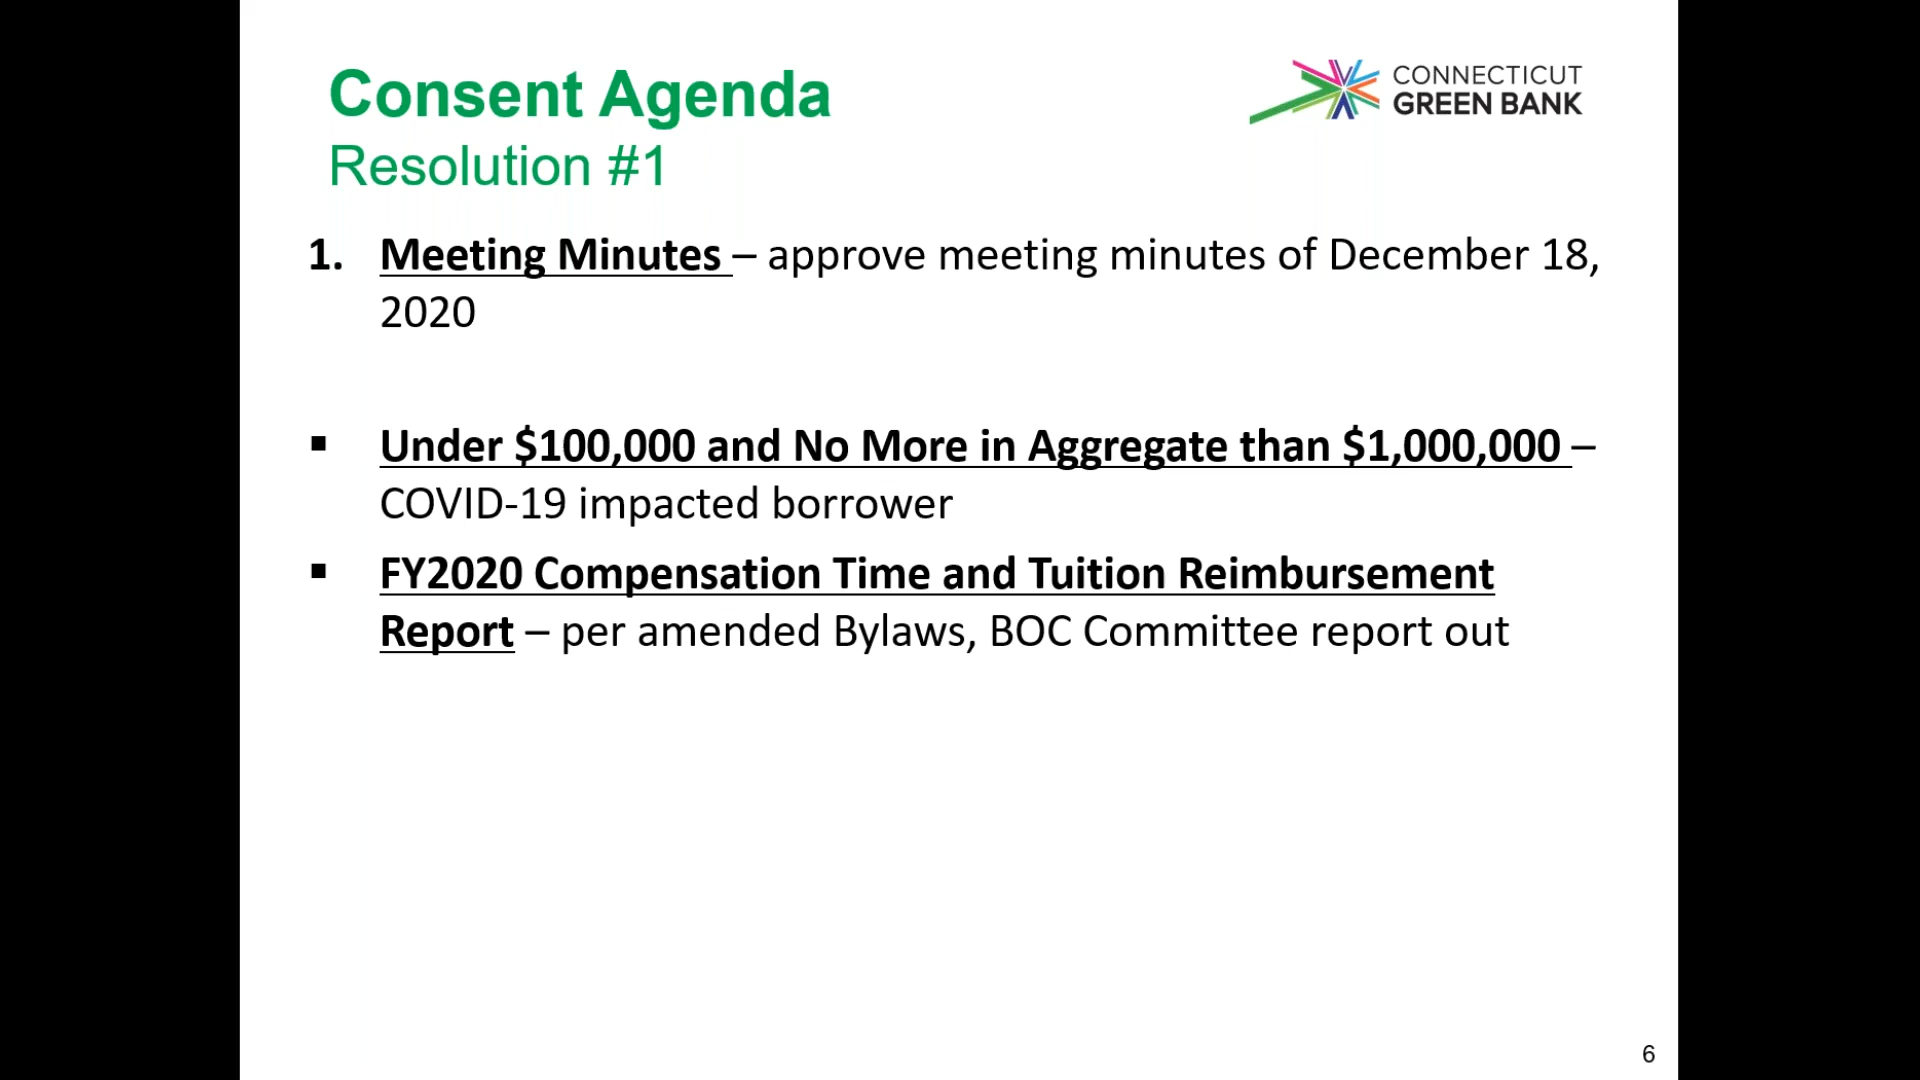 Consent Agenda
Resolution #1
CONNECTICUT
GREEN BANK
1. Meeting Minutes – approve meeting minutes of December 18,
2020
▪ Under $100,000 and No More in Aggregate than $1,000,000 –
COVID-19 impacted borrower
▪ FY2020 Compensation Time and Tuition Reimbursement
Report – per amended Bylaws, BOC Committee report out
6